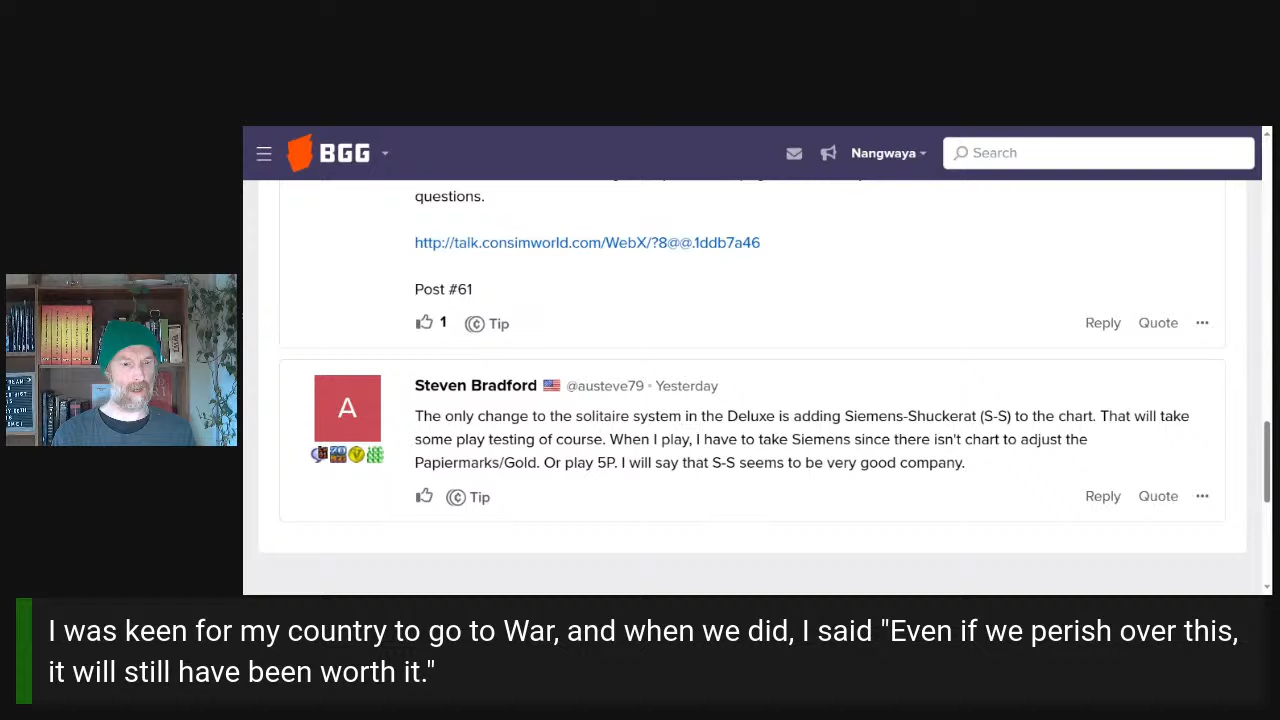 BGG
Nangwaya
Search
questions.
http://talk.consimworld.com/WebX/?8@@.1ddb7a46
Post #61
1 Tip
Reply Quote
A
Steven Bradford @austeve79 · Yesterday
The only change to the solitaire system in the Deluxe is adding Siemens-Shuckerat (S-S) to the chart. That will take
some play testing of course. When I play, I have to take Siemens since there isn't chart to adjust the
Papiermarks/Gold. Or play 5P. I will say that S-S seems to be very good company.
Tip
Reply Quote
I was keen for my country to go to War, and when we did, I said "Even if we perish over this,
it will still have been worth it."